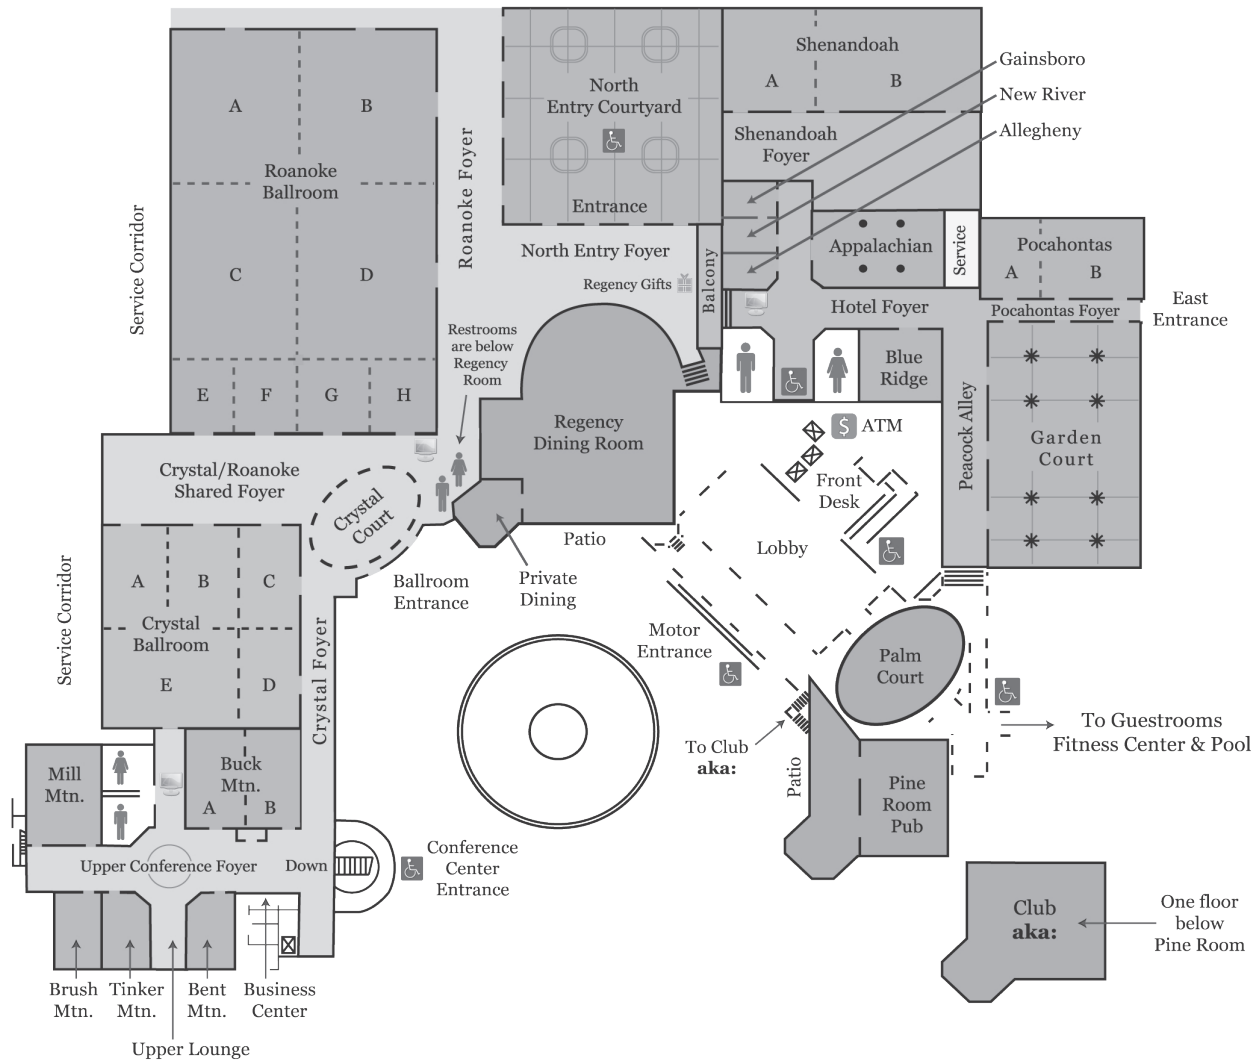 Shenandoah
A
B
Gainsboro
New River
Allegheny
North
Entry Courtyard
Entrance
Shenandoah
Foyer
A
B
Roanoke
Ballroom
C
D
E
F
G
H
Service Corridor
Roanoke Foyer
North Entry Foyer
Regency Gifts
Balcony
Appalachian
Service
Pocahontas
A
B
Hotel Foyer
Pocahontas Foyer
East
Entrance
Restrooms
are below
Regency
Room
Blue
Ridge
Regency
Dining Room
$ ATM
Peacock Alley
Garden
Court
Crystal/Roanoke
Shared Foyer
Crystal
Court
Front
Desk
Patio
Lobby
Ballroom
Entrance
Private
Dining
Service Corridor
A
B
C
Crystal
Ballroom
E
D
Crystal Foyer
Motor
Entrance
Palm
Court
To Guestrooms
Fitness Center & Pool
To Club
aka:
Patio
Pine
Room
Pub
Mill
Mtn.
Buck
Mtn.
A
B
Upper Conference Foyer
Down
Conference
Center
Entrance
Club
aka:
One floor
below
Pine Room
Brush
Mtn.
Tinker
Mtn.
Bent
Mtn.
Business
Center
Upper Lounge